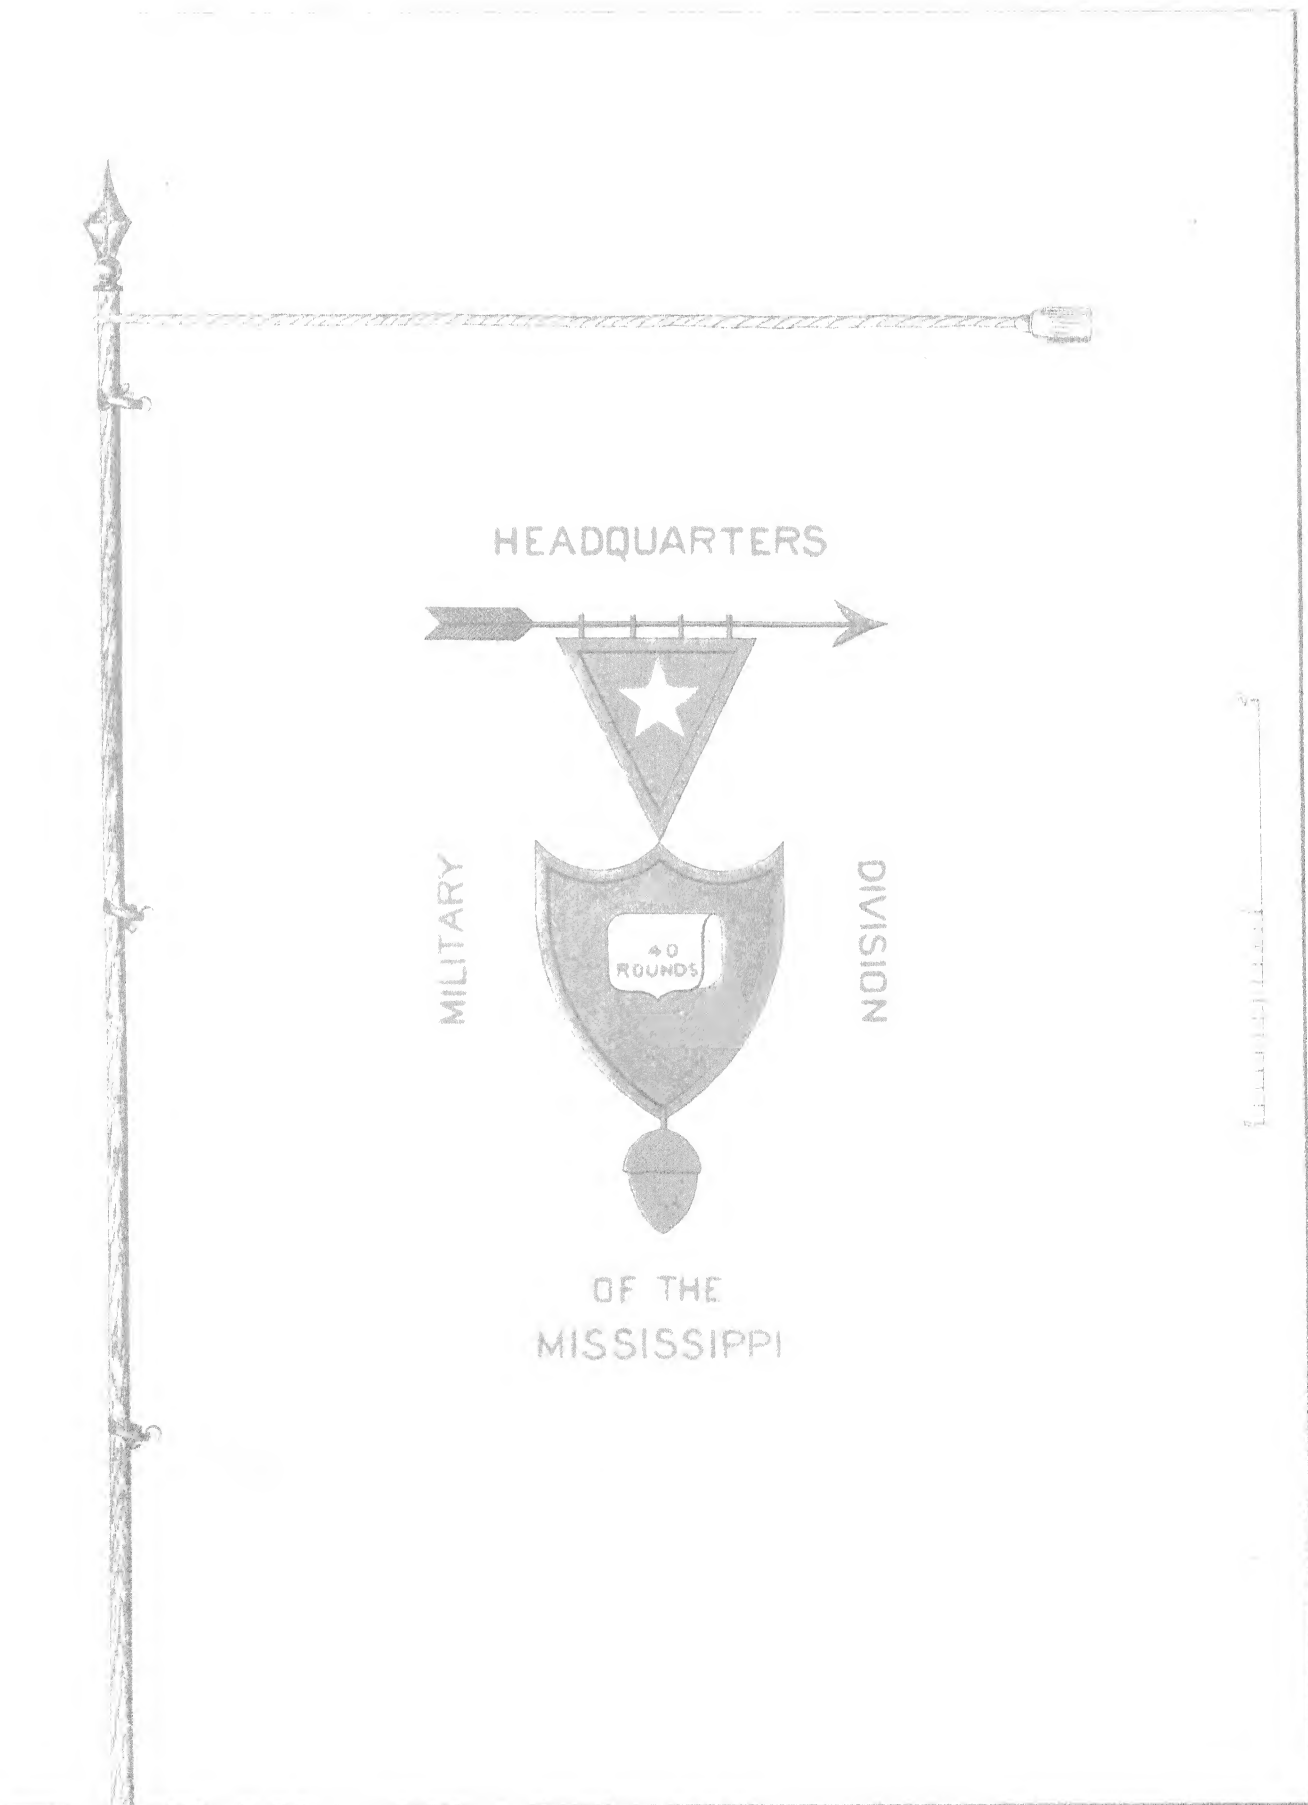 HEADQUARTERS
MILITARY
DIVISION
40
ROUNDS
OF THE
MISSISSIPPI